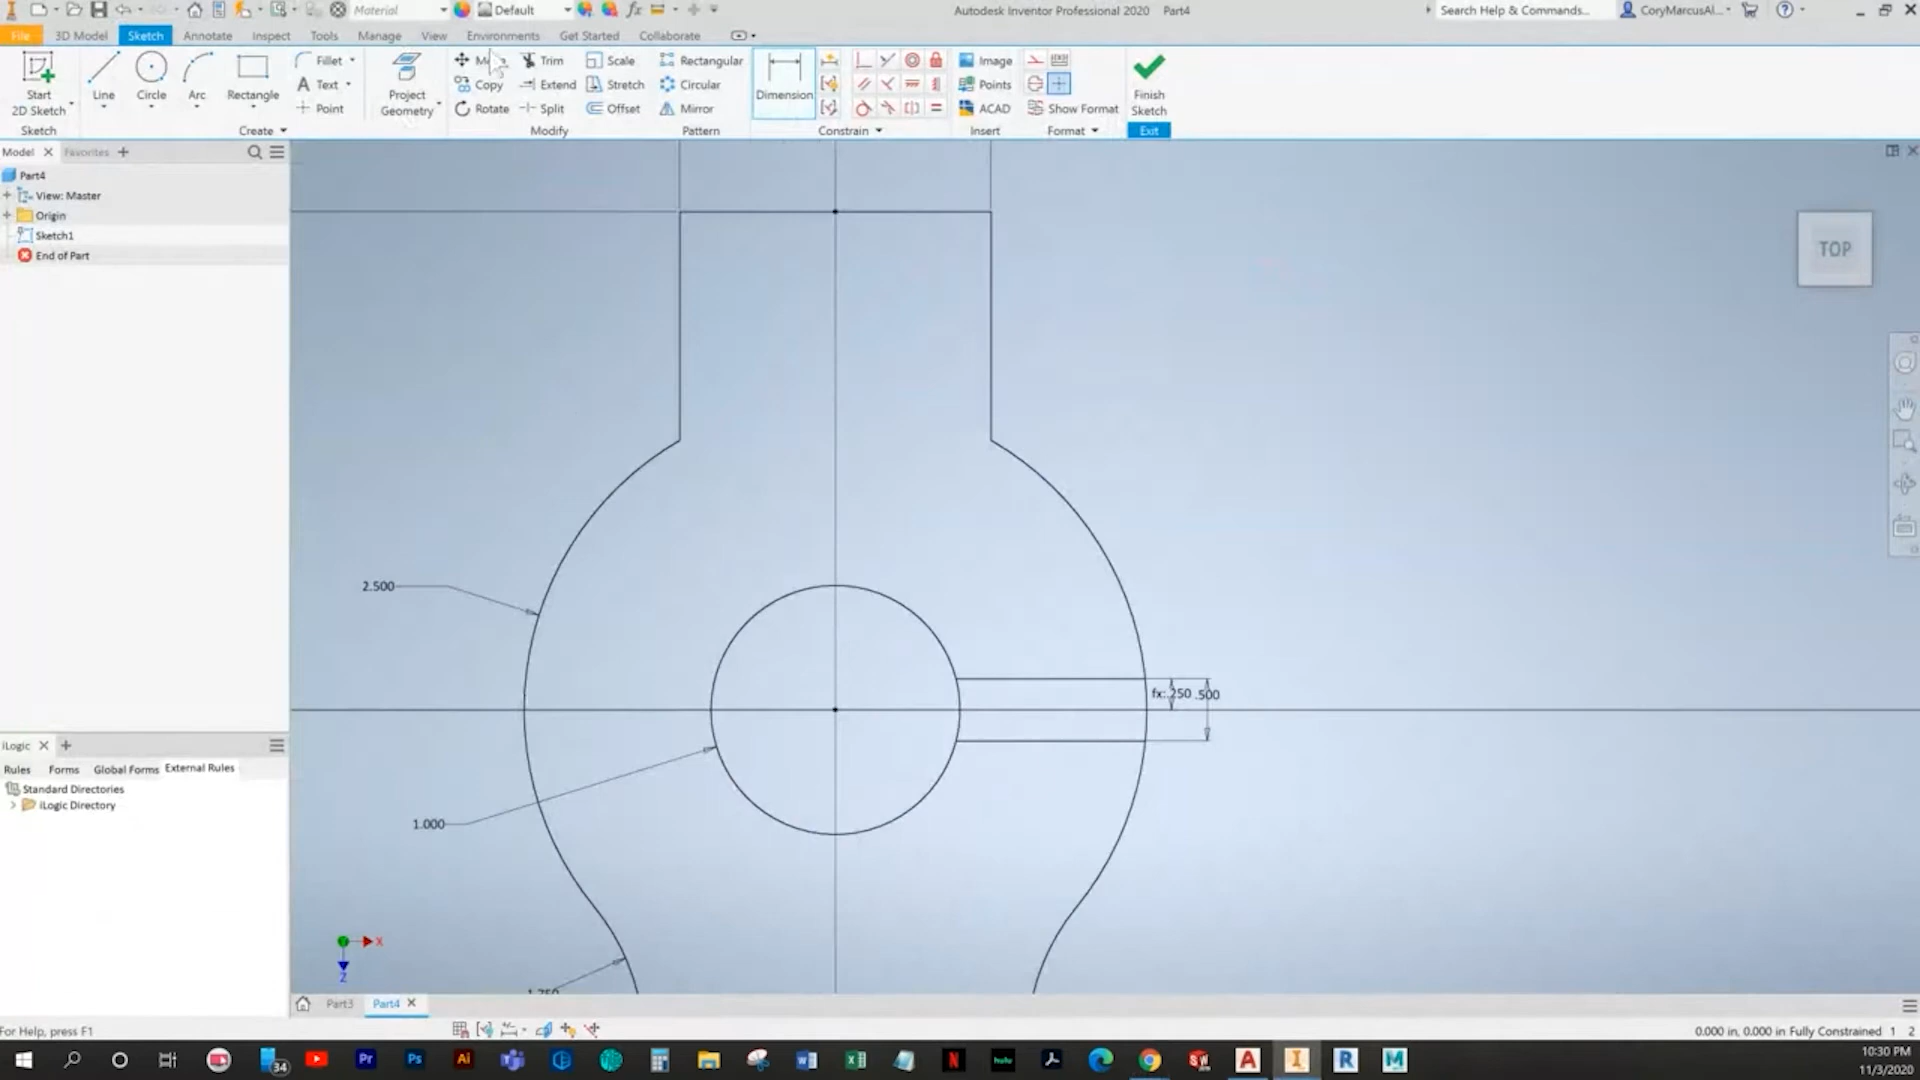 Material Default Autodesk Inventor Professional 2020 Part4 Search Help & Commands... CoryMarcusAl...
File 3D Model Sketch Annotate Inspect Tools Manage View Environments Get Started Collaborate
Fillet Trim Scale Rectangular Image
Text Copy Extend Stretch Circular Points
Point Rotate Split Offset Mirror ACAD Show Format
Start 2D Sketch Line Circle Arc Rectangle Project Geometry Dimension Finish Sketch
Sketch Create Modify Pattern Constrain Insert Format Exit
Model Favorites
Part4
View: Master
Origin
Sketch1
End of Part
TOP
2.500
fx:.250 .500
1.000
iLogic
Rules Forms Global Forms External Rules
Standard Directories
iLogic Directory
X
Z
Part3 Part4
For Help, press F1
0.000 in, 0.000 in Fully Constrained 1 2
34 Pr Ps Ai N hulu SW A I R M
10:30 PM
11/3/2020